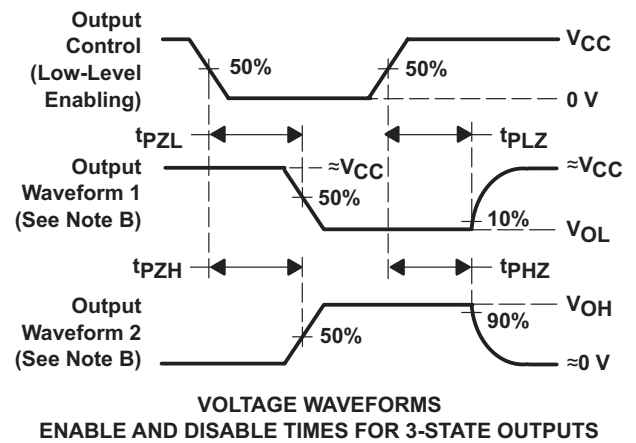 Output
Control
(Low-Level
Enabling)
50%
50%
VCC
0 V
tPZL
tPLZ
Output
Waveform 1
(See Note B)
≈VCC
50%
≈VCC
10%
VOL
tPZH
tPHZ
Output
Waveform 2
(See Note B)
50%
VOH
90%
≈0 V
VOLTAGE WAVEFORMS
ENABLE AND DISABLE TIMES FOR 3-STATE OUTPUTS